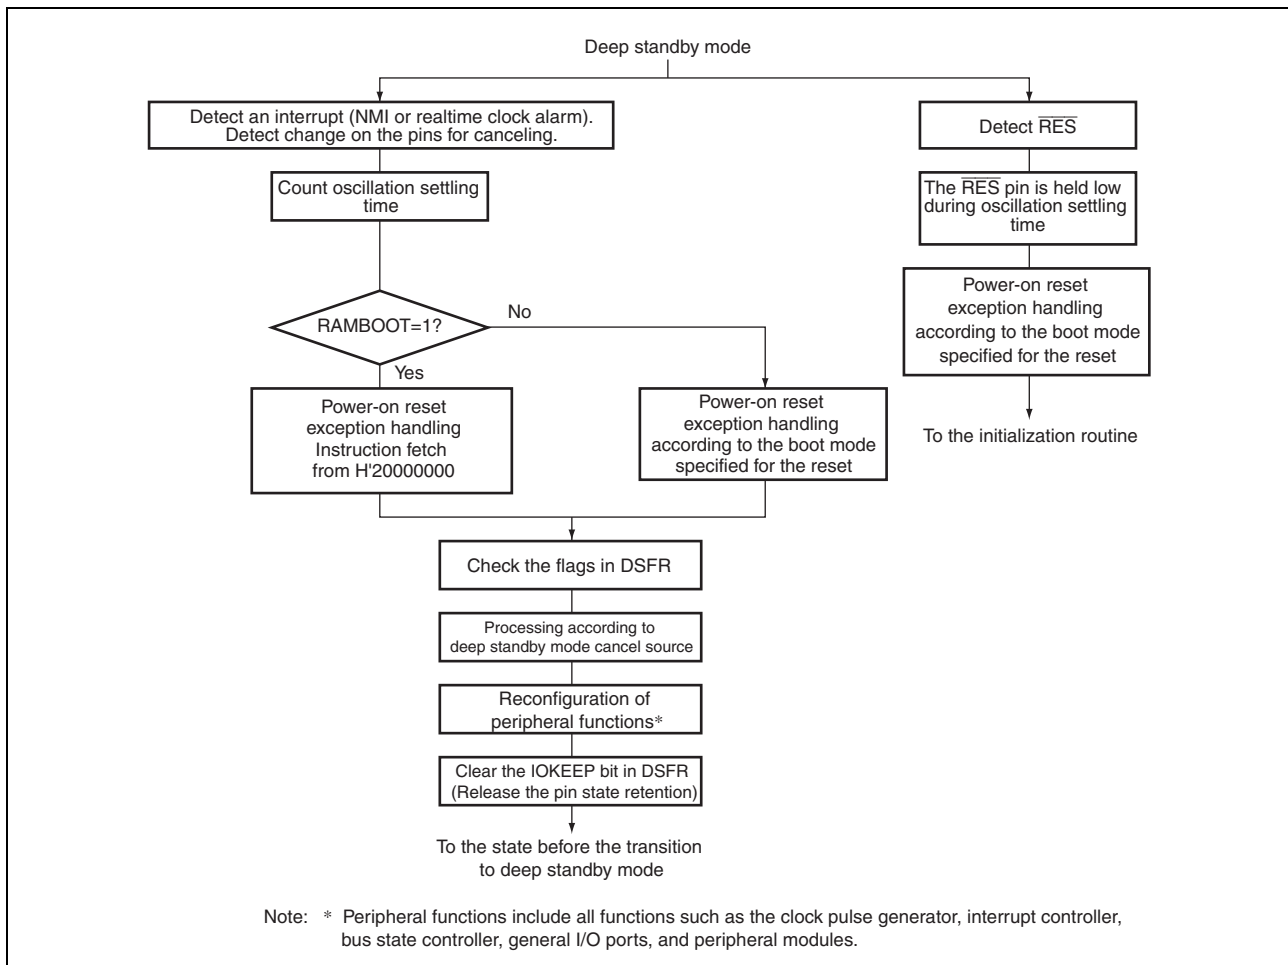 Deep standby mode
Detect an interrupt (NMI or realtime clock alarm).
Detect change on the pins for canceling.
Count oscillation settling
time
RAMBOOT=1?
No
Yes
Power-on reset
exception handling
Instruction fetch
from H'20000000
Power-on reset
exception handling
according to the boot mode
specified for the reset
Detect R̅E̅S̅
The R̅E̅S̅ pin is held low
during oscillation settling
time
Power-on reset
exception handling
according to the boot mode
specified for the reset
To the initialization routine
Check the flags in DSFR
Processing according to
deep standby mode cancel source
Reconfiguration of
peripheral functions*
Clear the IOKEEP bit in DSFR
(Release the pin state retention)
To the state before the transition
to deep standby mode
Note: * Peripheral functions include all functions such as the clock pulse generator, interrupt controller,
bus state controller, general I/O ports, and peripheral modules.